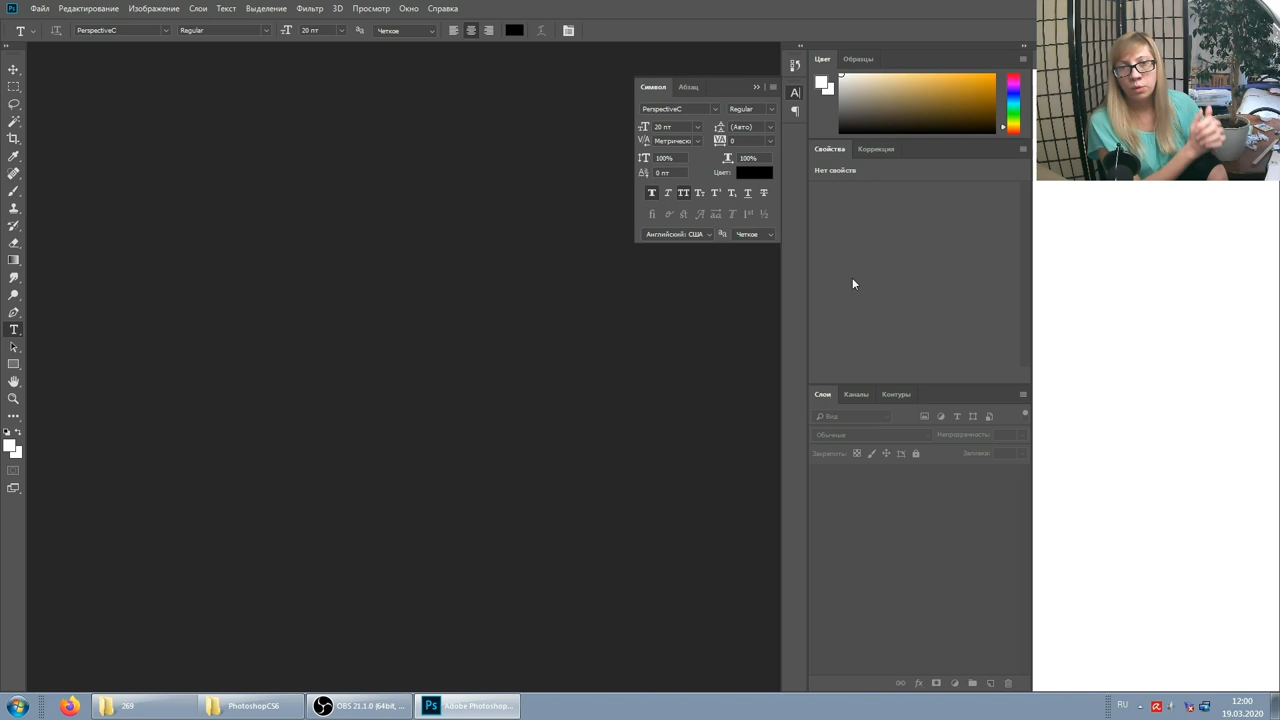 Ps Файл Редактирование Изображение Слои Текст Выделение Фильтр 3D Просмотр Окно Справка
T PerspectiveC Regular 20 пт Четкое
Цвет Образцы
Символ Абзац
PerspectiveC Regular
20 пт (Авто)
Метрическ 0
100% 100%
0 пт Цвет:
Английский: США Четкое
Свойства Коррекция
Нет свойств
Слои Каналы Контуры
Вид
Обычные Непрозрачность:
Закрепить: Заливка:
269 PhotoshopCS6 OBS 21.1.0 (64bit, ... Ps Adobe Photoshop... RU 12:00
19.03.2020